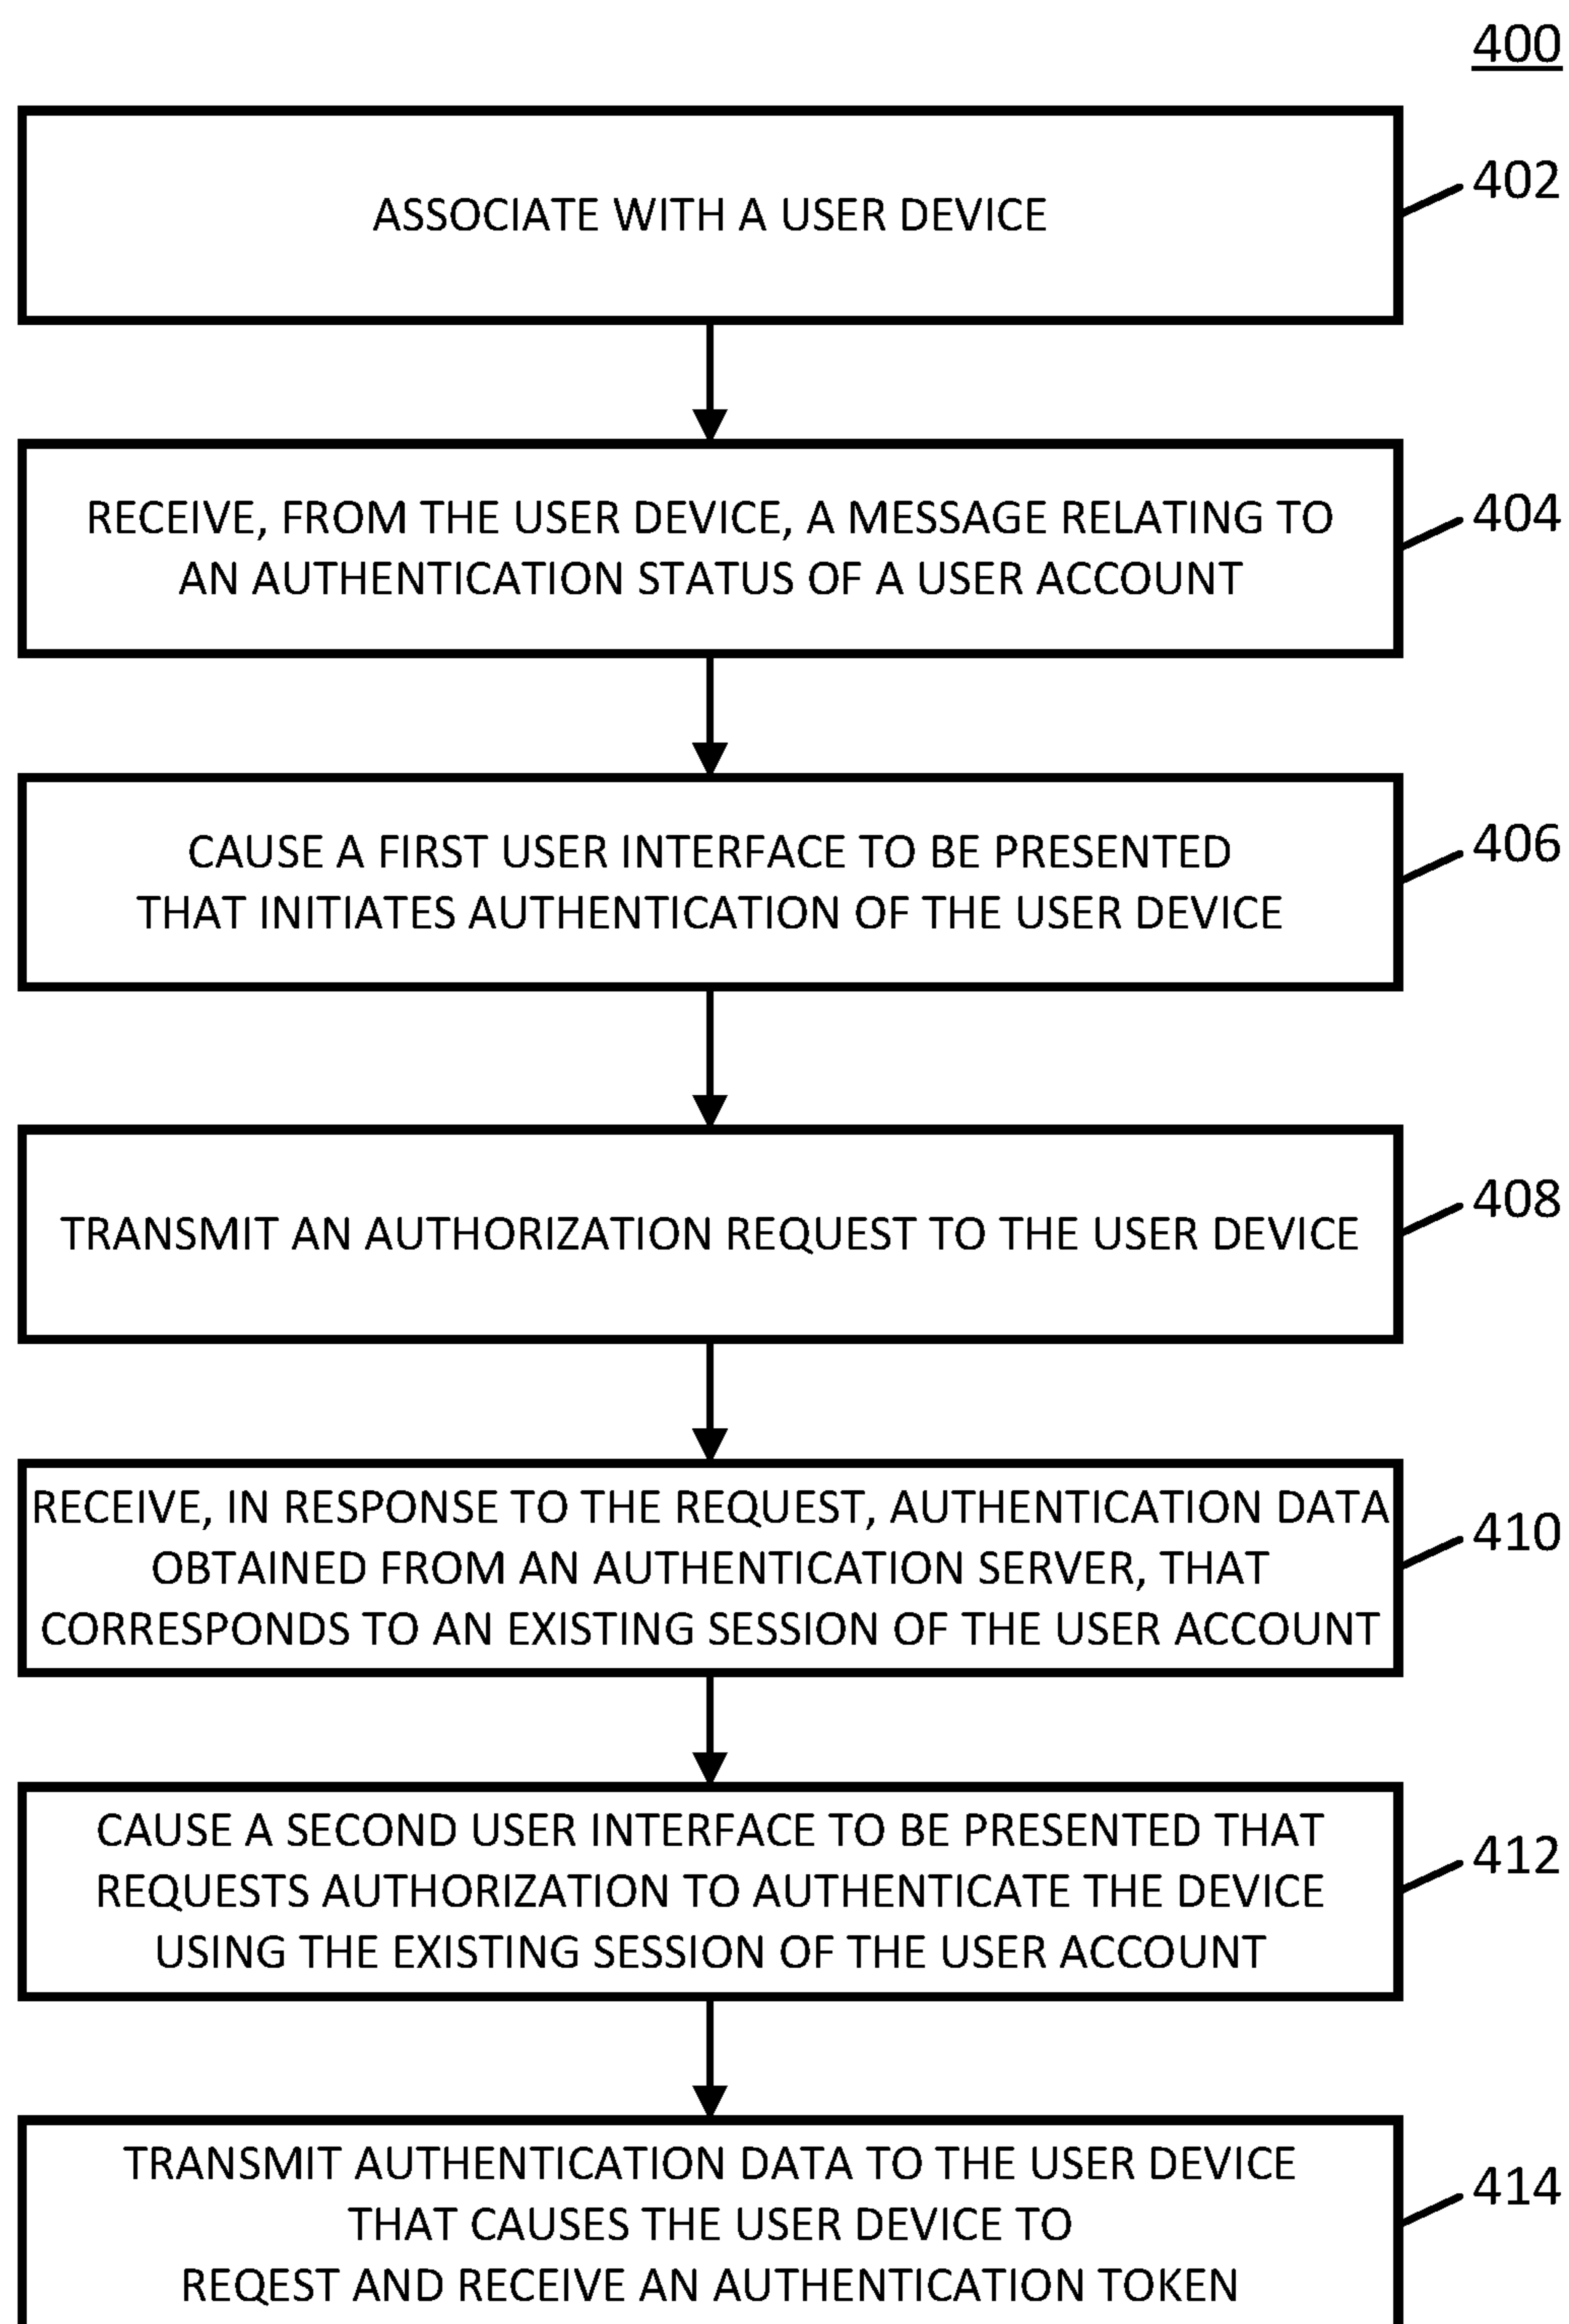 400
ASSOCIATE WITH A USER DEVICE
402
RECEIVE, FROM THE USER DEVICE, A MESSAGE RELATING TO
AN AUTHENTICATION STATUS OF A USER ACCOUNT
404
CAUSE A FIRST USER INTERFACE TO BE PRESENTED
THAT INITIATES AUTHENTICATION OF THE USER DEVICE
406
TRANSMIT AN AUTHORIZATION REQUEST TO THE USER DEVICE
408
RECEIVE, IN RESPONSE TO THE REQUEST, AUTHENTICATION DATA
OBTAINED FROM AN AUTHENTICATION SERVER, THAT
CORRESPONDS TO AN EXISTING SESSION OF THE USER ACCOUNT
410
CAUSE A SECOND USER INTERFACE TO BE PRESENTED THAT
REQUESTS AUTHORIZATION TO AUTHENTICATE THE DEVICE
USING THE EXISTING SESSION OF THE USER ACCOUNT
412
TRANSMIT AUTHENTICATION DATA TO THE USER DEVICE
THAT CAUSES THE USER DEVICE TO
REQEST AND RECEIVE AN AUTHENTICATION TOKEN
414